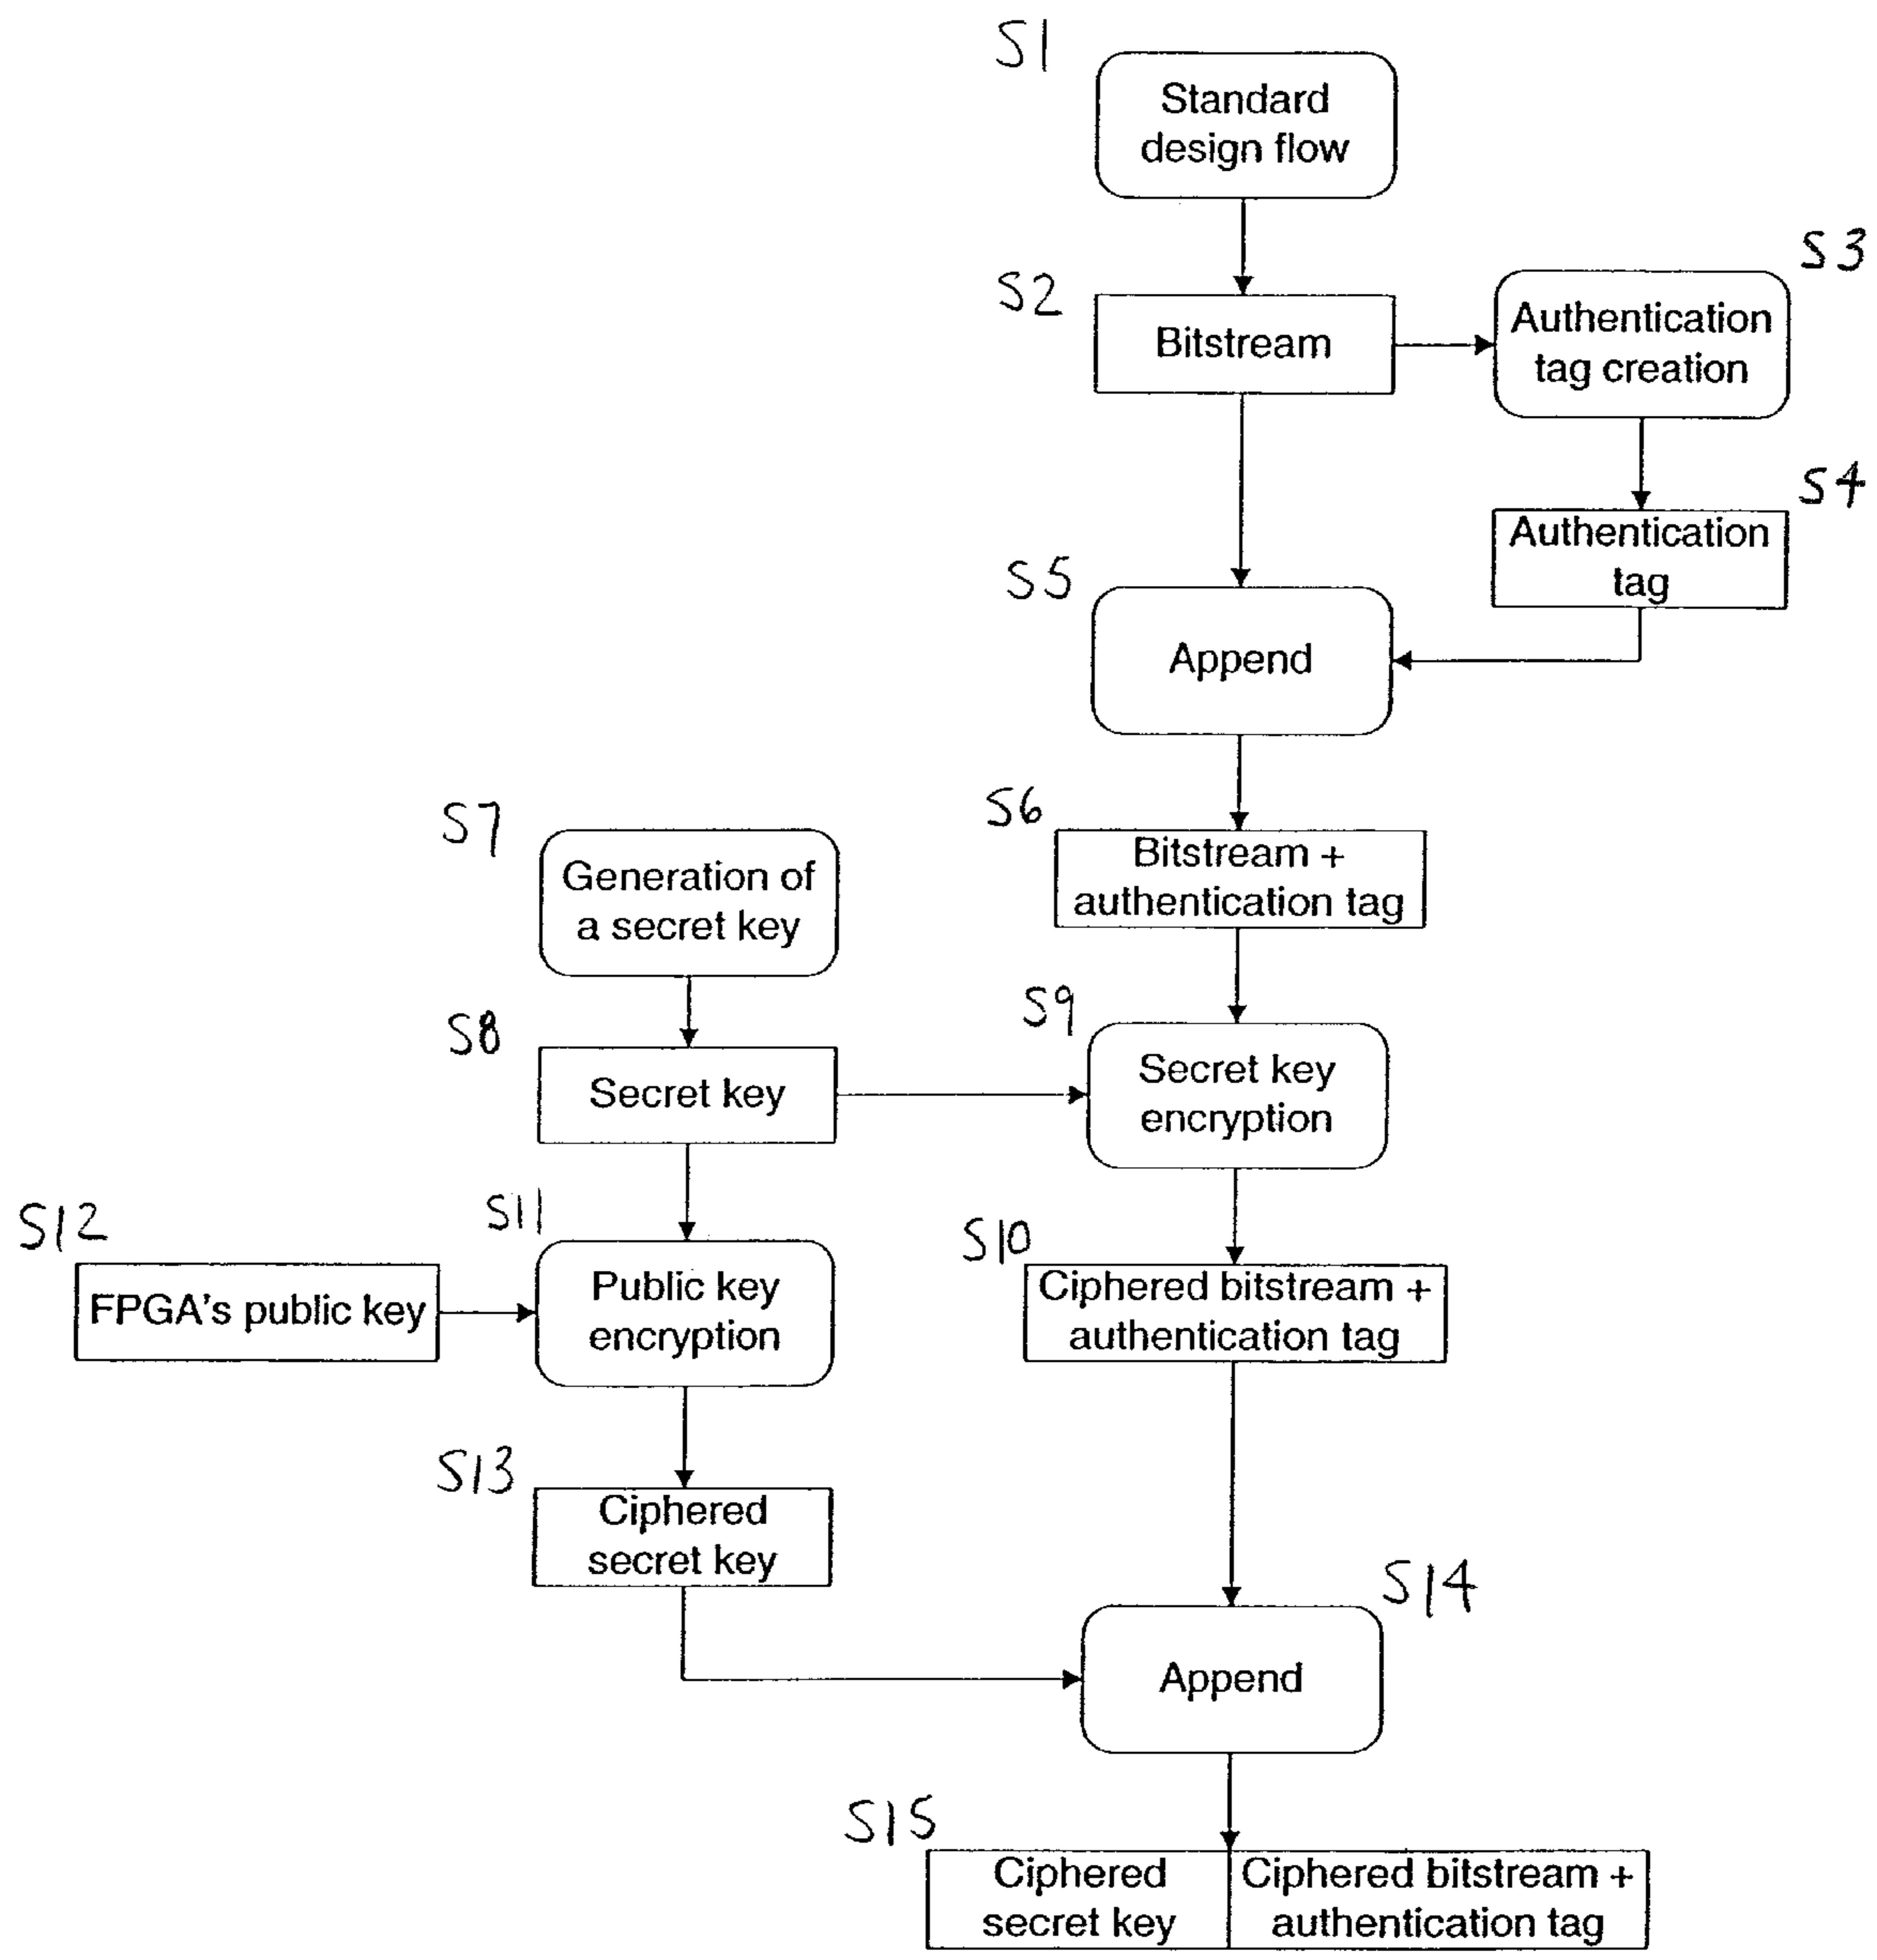 S1
Standard
design flow
S2
Bitstream
S3
Authentication
tag creation
S4
Authentication
tag
S5
Append
S6
Bitstream +
authentication tag
S7
Generation of
a secret key
S8
Secret key
S9
Secret key
encryption
S10
Ciphered bitstream +
authentication tag
S11
Public key
encryption
S12
FPGA's public key
S13
Ciphered
secret key
S14
Append
S15
Ciphered
secret key
Ciphered bitstream +
authentication tag